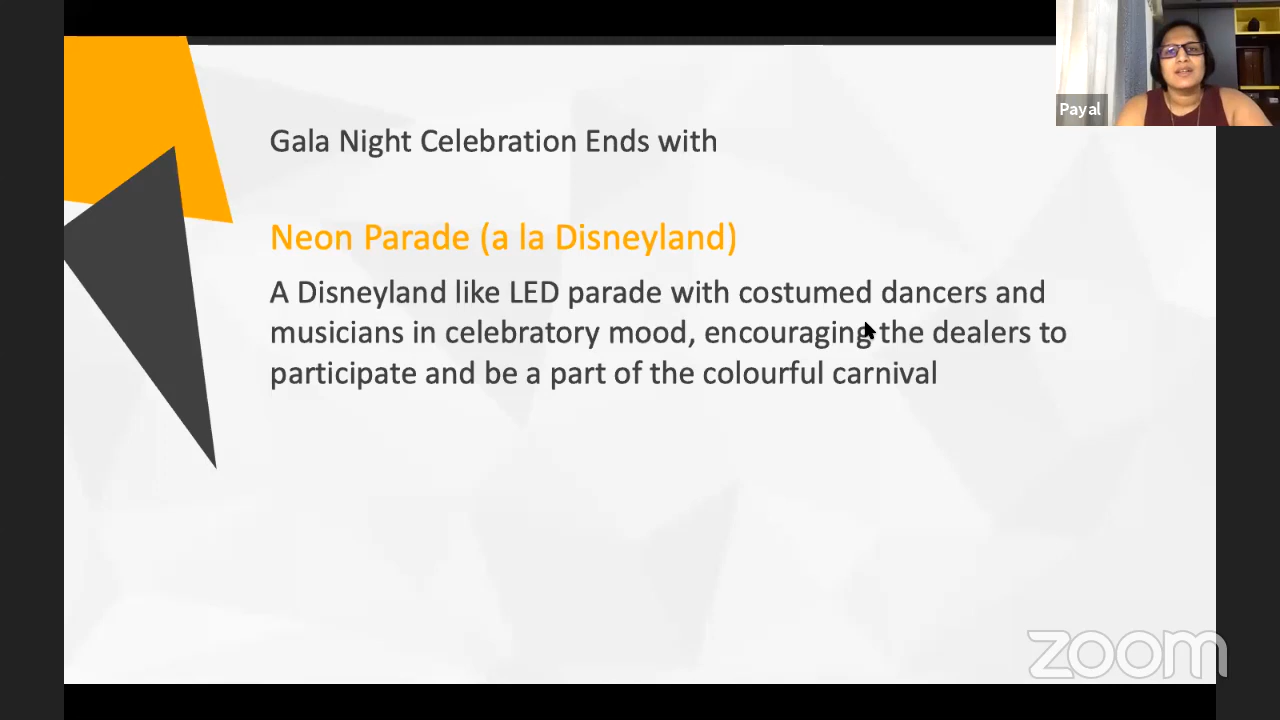 Payal
Gala Night Celebration Ends with
Neon Parade (a la Disneyland)
A Disneyland like LED parade with costumed dancers and
musicians in celebratory mood, encouraging the dealers to
participate and be a part of the colourful carnival
zoom